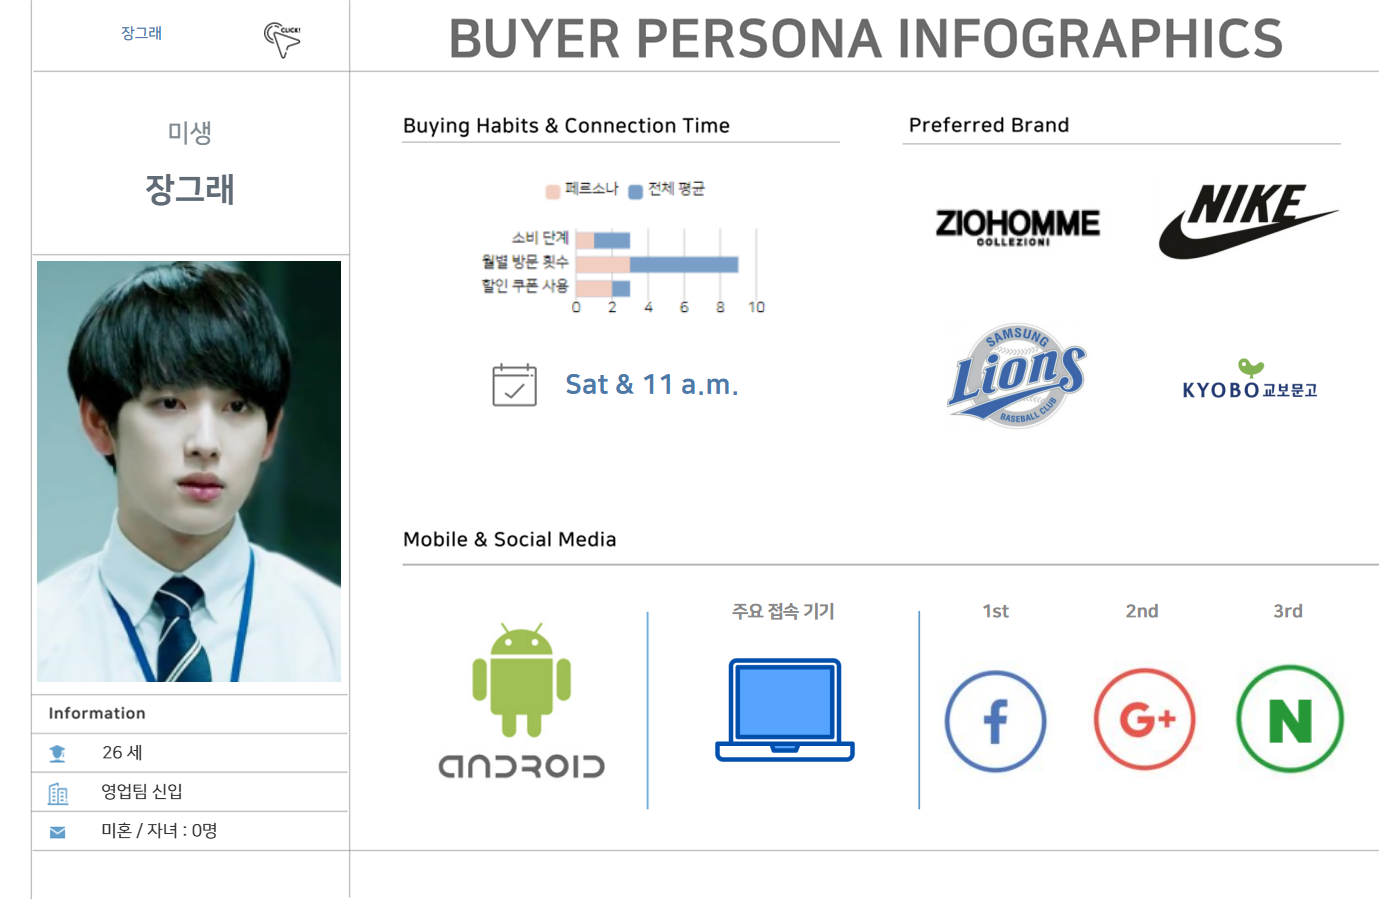 장그래
CLICK!
BUYER PERSONA INFOGRAPHICS
미생
장그래
Information
26 세
영업팀 신입
미혼 / 자녀 : 0명
Buying Habits & Connection Time
페르소나 전체 평균
소비 단계
월별 방문 횟수
할인 쿠폰 사용
0 2 4 6 8 10
Sat & 11 a.m.
Preferred Brand
ZIOHOMME
COLLEZIONI
NIKE
SAMSUNG
Lions
BASEBALL CLUB
KYOBO 교보문고
Mobile & Social Media
ANDROID
주요 접속 기기
1st 2nd 3rd
f G+ N